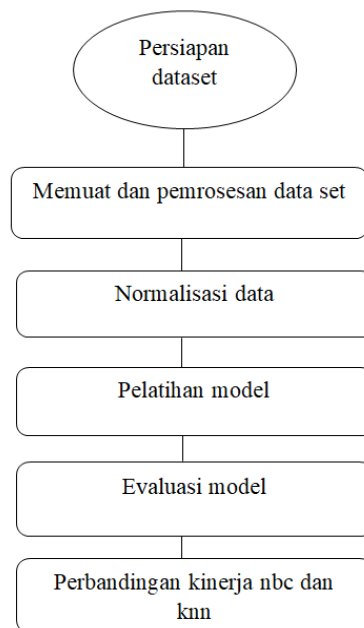 Persiapan
dataset
Memuat dan pemrosesan data set
Normalisasi data
Pelatihan model
Evaluasi model
Perbandingan kinerja nbc dan
knn